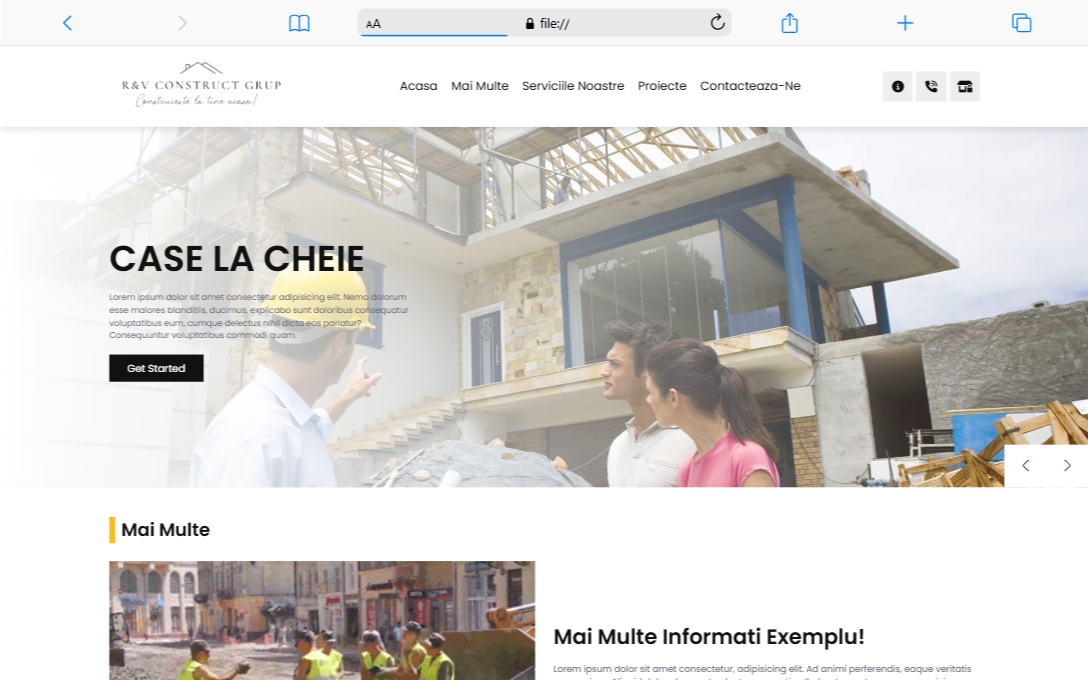 AA
file://
R&V CONSTRUCT GRUP
Construieste la tine acasa!
Acasa Mai Multe Serviciile Noastre Proiecte Contacteaza-Ne
CASE LA CHEIE
Lorem ipsum dolor sit amet consectetur adipisicing elit. Nemo dolorum
esse maiores blanditiis, ducimus, explicabo sunt doloribus consequatur
voluptatibus eum, cumque delectus nihil dicta eos pariatur?
Consequuntur voluptatibus commodi quam.
Get Started
Mai Multe
Mai Multe Informati Exemplu!
Lorem ipsum dolor sit amet consectetur, adipisicing elit. Ad animi perferendis, eaque veritatis